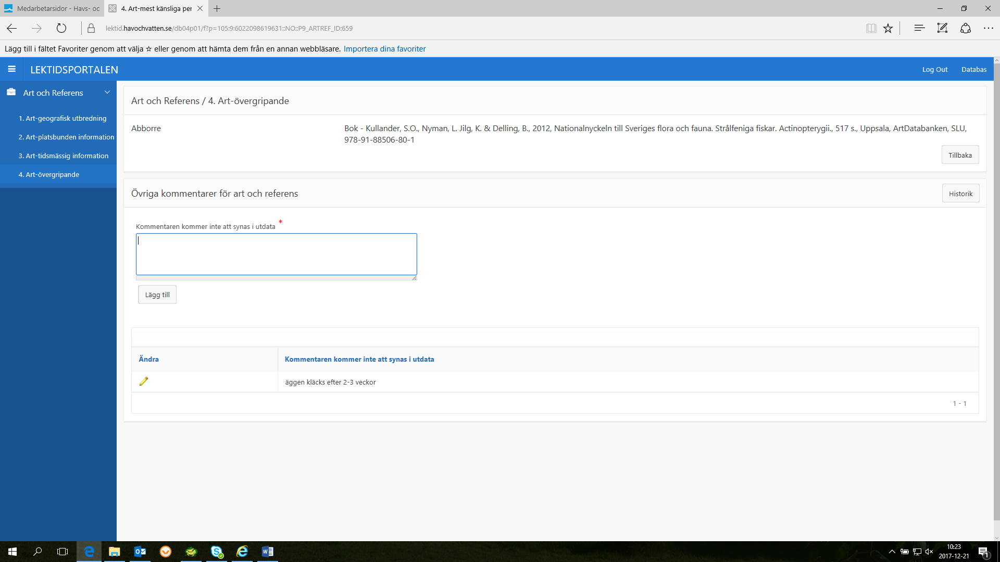 Medarbetarsidor - Havs- oc
4. Art-mest känsliga per
lektid.havochvatten.se/db04p01/f?p=105:9:6022098619631::NO::P9_ARTREF_ID:659
Lägg till i fältet Favoriter genom att välja ☆ eller genom att hämta dem från en annan webbläsare. Importera dina favoriter
LEKTIDSPORTALEN
Log Out
Databas
Art och Referens
1. Art-geografisk utbredning
2. Art-platsbunden information
3. Art-tidsmässig information
4. Art-övergripande
Art och Referens / 4. Art-övergripande
Abborre
Bok - Kullander, S.O., Nyman, L. Jilg, K. & Delling, B., 2012, Nationalnyckeln till Sveriges flora och fauna. Strålfeniga fiskar. Actinopterygii., 517 s., Uppsala, ArtDatabanken, SLU,
978-91-88506-80-1
Tillbaka
Övriga kommentarer för art och referens
Historik
Kommentaren kommer inte att synas i utdata *
Lägg till
Ändra
Kommentaren kommer inte att synas i utdata
äggen kläcks efter 2-3 veckor
1 - 1
10:23
2017-12-21
1